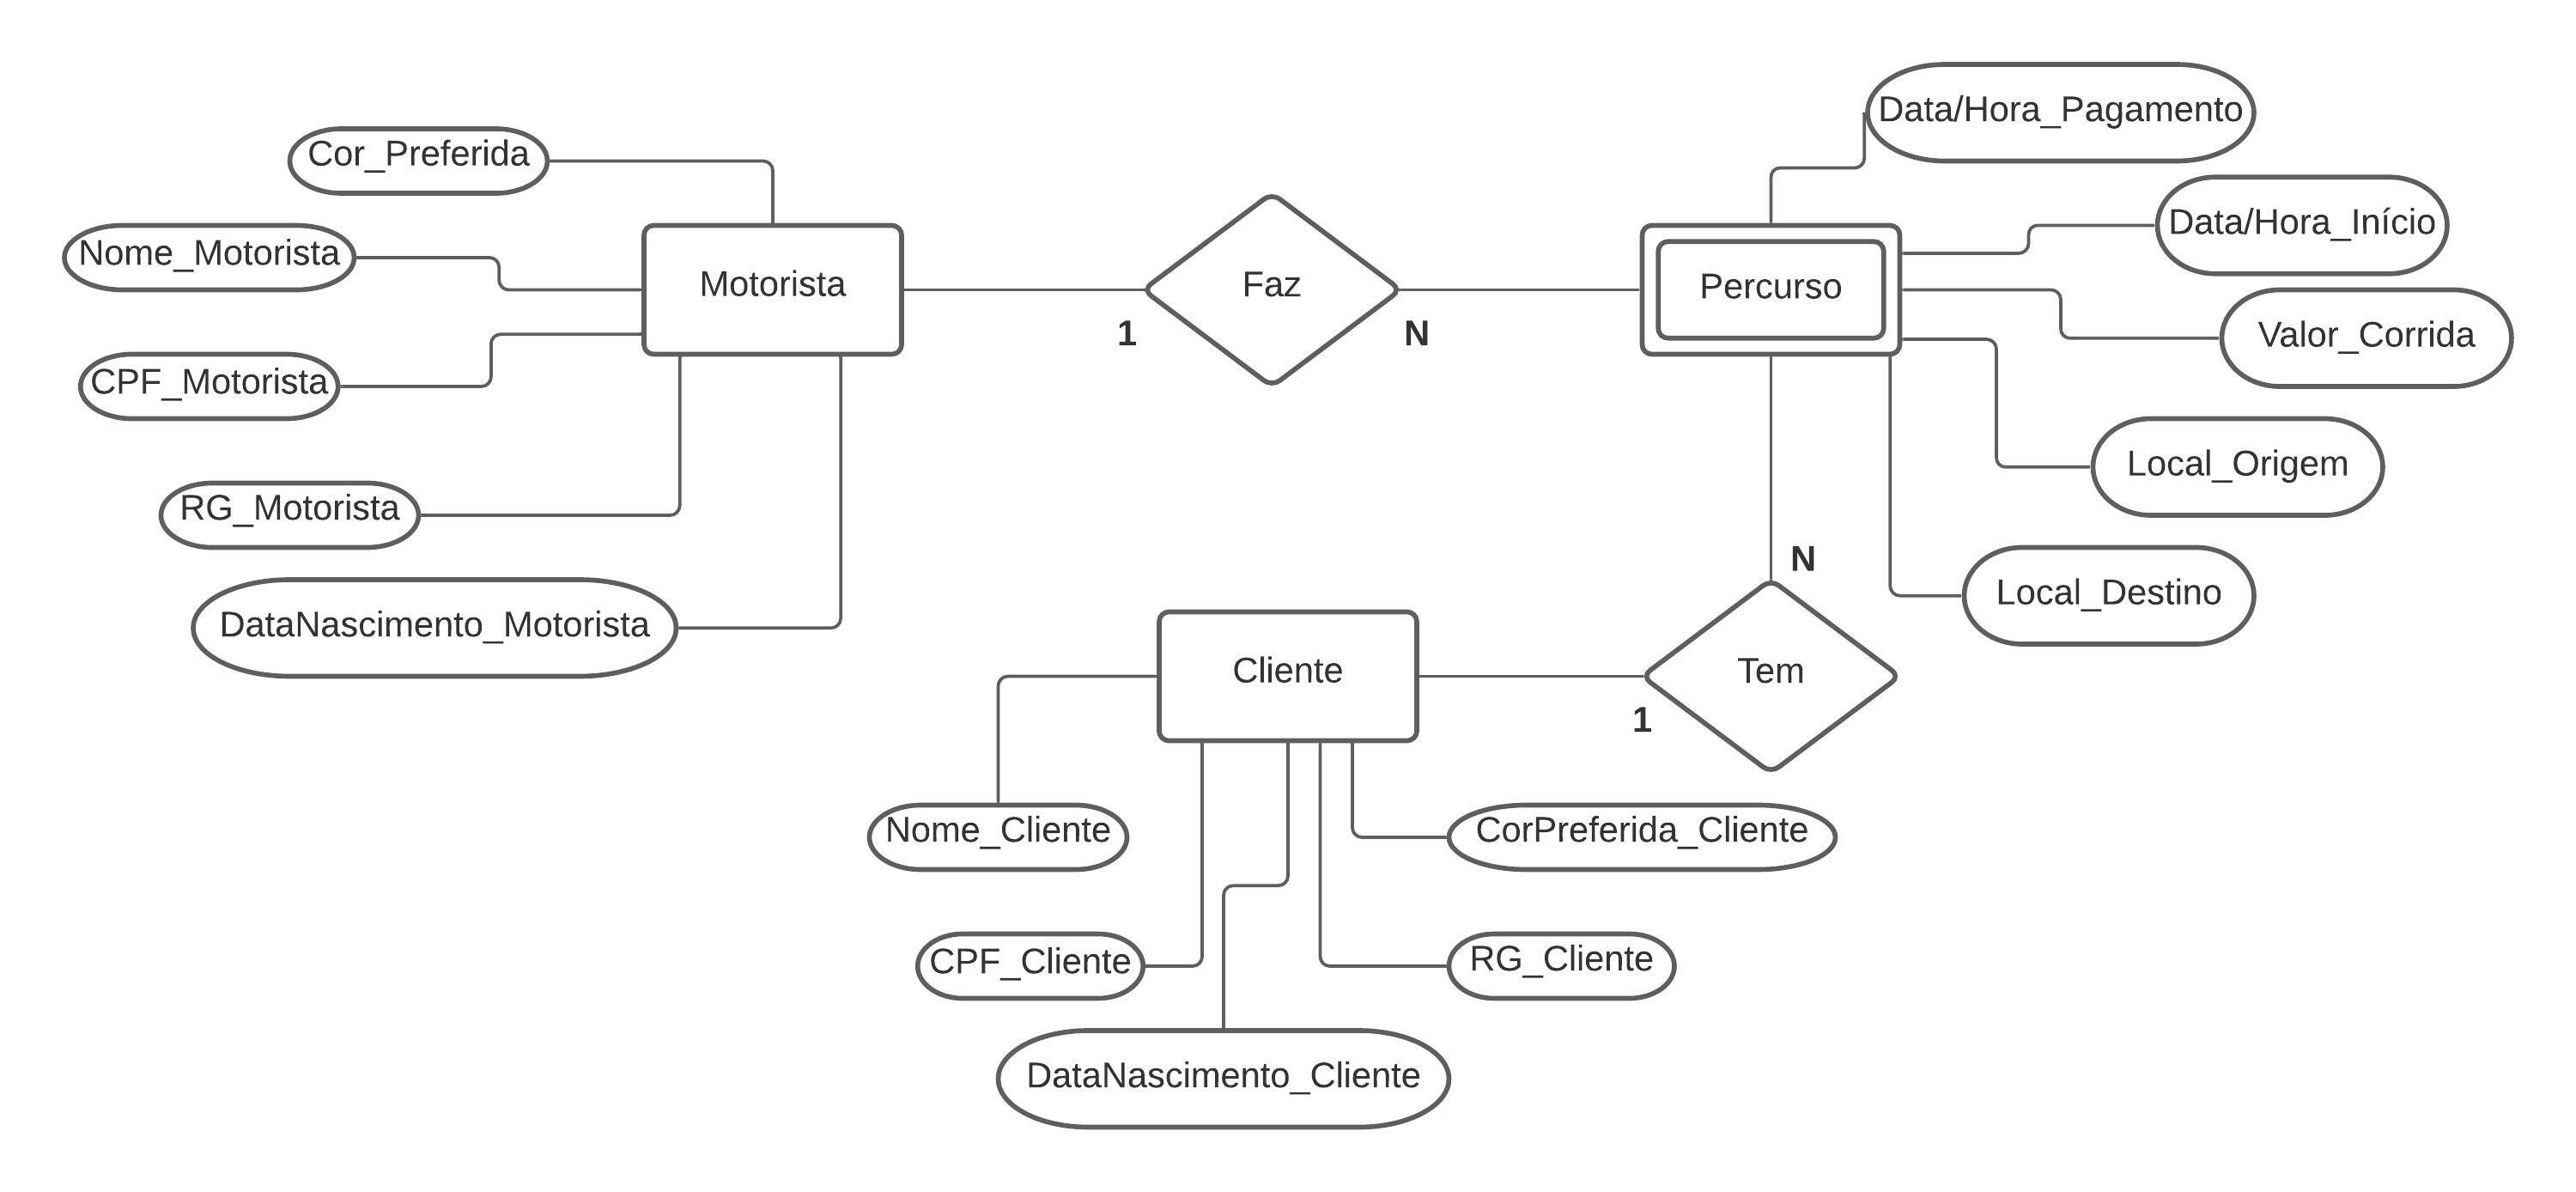 Data/Hora_Pagamento
Cor_Preferida
Data/Hora_Início
Nome_Motorista
Motorista
Faz
Percurso
1
N
Valor_Corrida
CPF_Motorista
Local_Origem
RG_Motorista
N
Local_Destino
DataNascimento_Motorista
Cliente
Tem
1
Nome_Cliente
CorPreferida_Cliente
CPF_Cliente
RG_Cliente
DataNascimento_Cliente